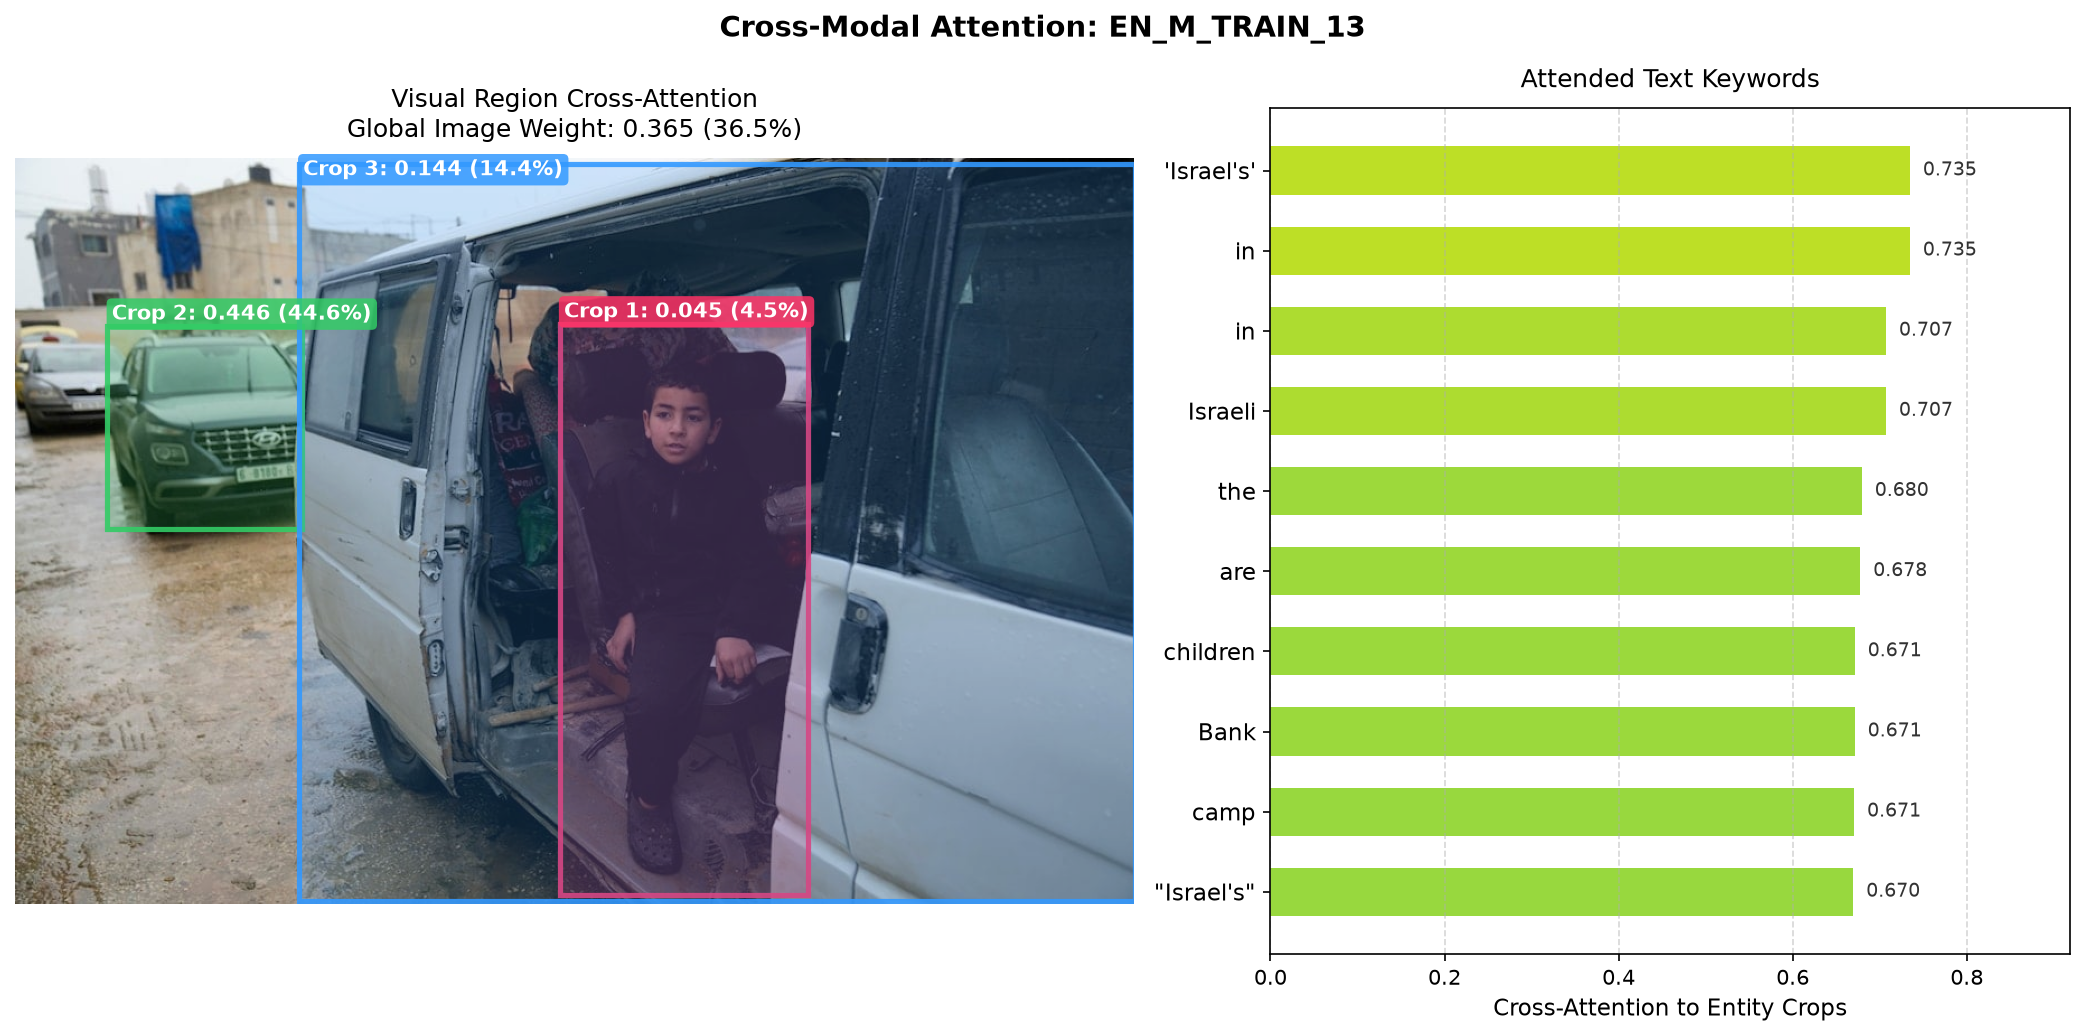 Cross-Modal Attention: EN_M_TRAIN_13
Visual Region Cross-Attention
Global Image Weight: 0.365 (36.5%)
Crop 3: 0.144 (14.4%)
Crop 2: 0.446 (44.6%)
Crop 1: 0.045 (4.5%)
Attended Text Keywords
'Israel's' 0.735
in 0.735
in 0.707
Israeli 0.707
the 0.680
are 0.678
children 0.671
Bank 0.671
camp 0.671
"Israel's" 0.670
0.0 0.2 0.4 0.6 0.8
Cross-Attention to Entity Crops